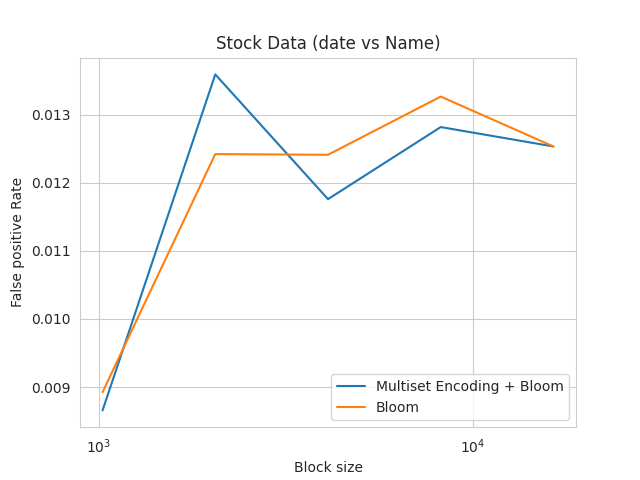 Stock Data (date vs Name)
False positive Rate
0.013
0.012
0.011
0.010
0.009
10³
10⁴
Block size
Multiset Encoding + Bloom
Bloom